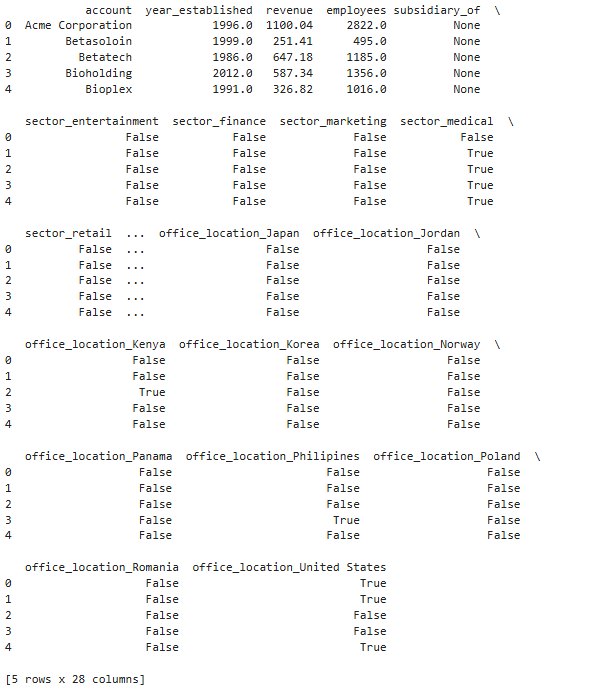 account year_established revenue employees subsidiary_of \
0 Acme Corporation 1996.0 1100.04 2822.0 None
1 Betasoloin 1999.0 251.41 495.0 None
2 Betatech 1986.0 647.18 1185.0 None
3 Bioholding 2012.0 587.34 1356.0 None
4 Bioplex 1991.0 326.82 1016.0 None
sector_entertainment sector_finance sector_marketing sector_medical \
0 False False False False
1 False False False True
2 False False False True
3 False False False True
4 False False False True
sector_retail ... office_location_Japan office_location_Jordan \
0 False ... False False
1 False ... False False
2 False ... False False
3 False ... False False
4 False ... False False
office_location_Kenya office_location_Korea office_location_Norway \
0 False False False
1 False False False
2 True False False
3 False False False
4 False False False
office_location_Panama office_location_Philipines office_location_Poland \
0 False False False
1 False False False
2 False False False
3 False True False
4 False False False
office_location_Romania office_location_United States
0 False True
1 False True
2 False False
3 False False
4 False True
[5 rows x 28 columns]